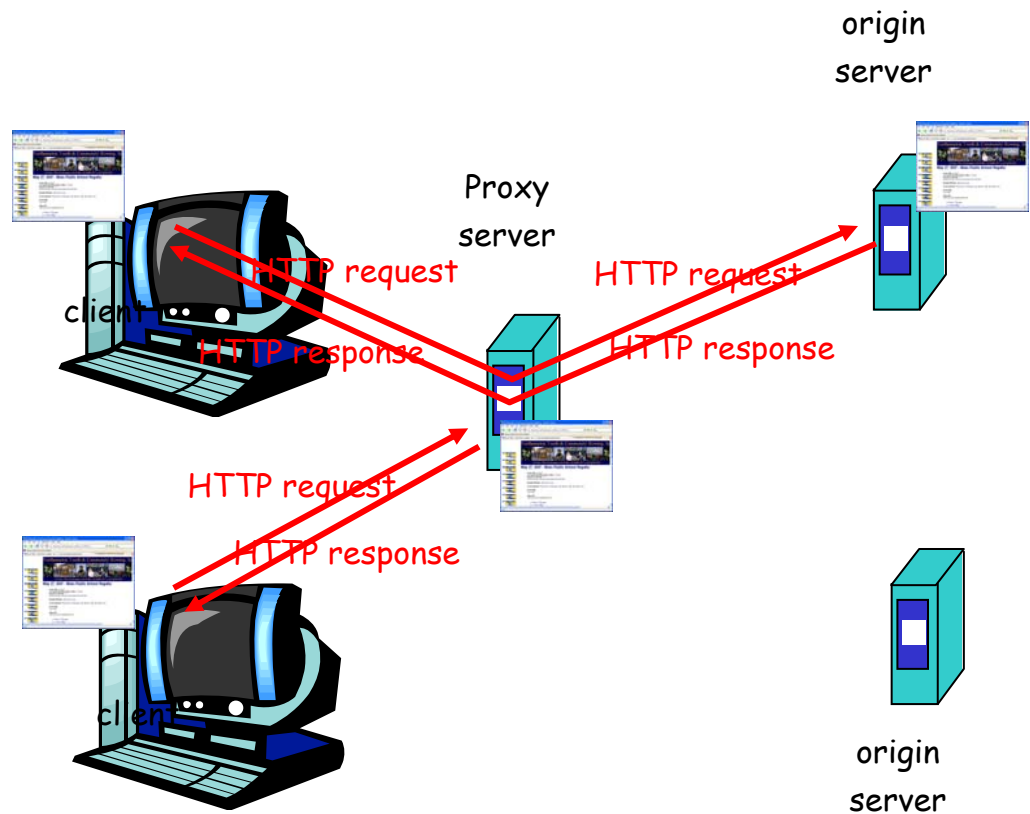 origin
server
Proxy
server
HTTP request
HTTP request
client
HTTP response
HTTP response
HTTP request
HTTP response
client
origin
server